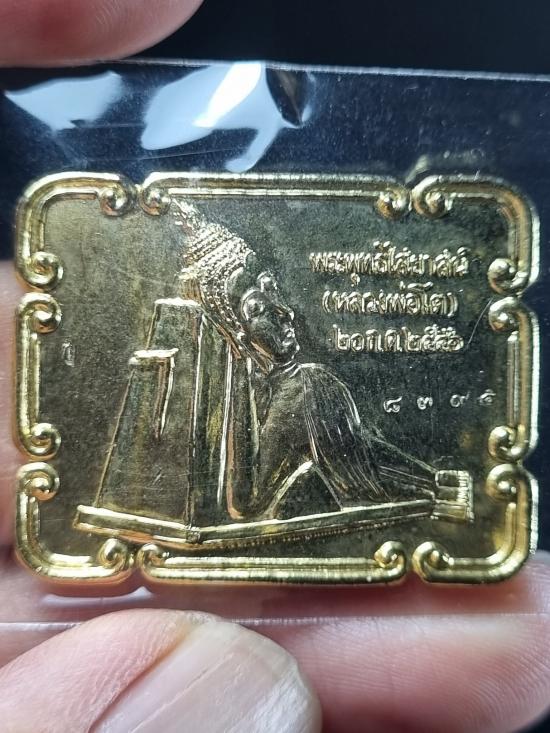 พระพุทธไสยาสน์
(หลวงพ่อโต)
๒๐ ก.ค. ๒๕๕๖
๘ ๓ ๙ ๕